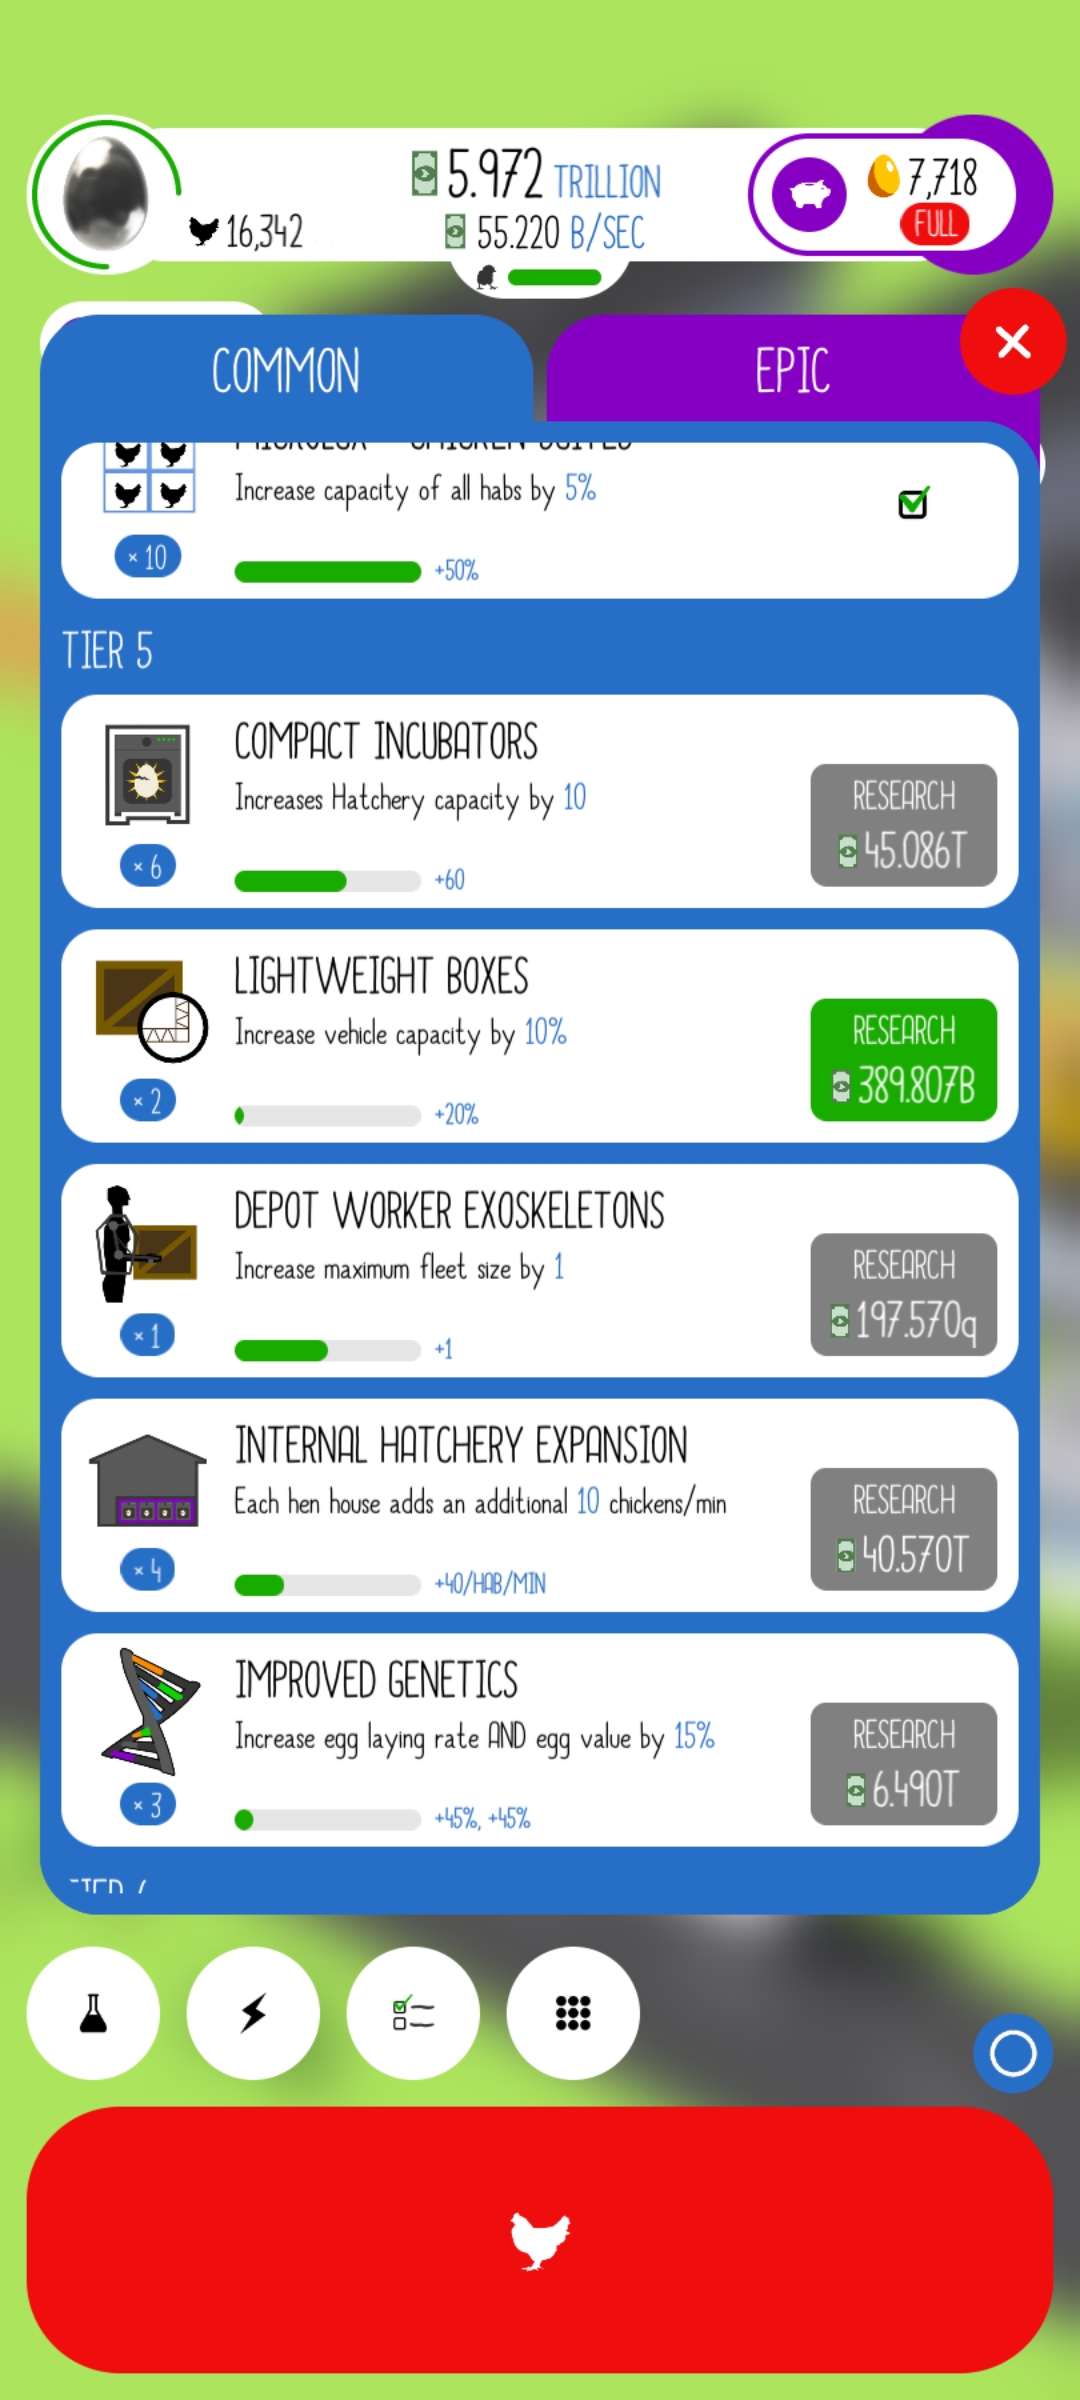 5.972 TRILLION
7,718
16,342
55.220 B/SEC
FULL
COMMON
EPIC
Increase capacity of all habs by 5%
× 10
+50%
TIER 5
COMPACT INCUBATORS
Increases Hatchery capacity by 10
RESEARCH
45.086T
× 6
+60
LIGHTWEIGHT BOXES
Increase vehicle capacity by 10%
RESEARCH
389.807B
× 2
+20%
DEPOT WORKER EXOSKELETONS
Increase maximum fleet size by 1
RESEARCH
197.570q
× 1
+1
INTERNAL HATCHERY EXPANSION
Each hen house adds an additional 10 chickens/min
RESEARCH
40.570T
× 4
+40/HAB/MIN
IMPROVED GENETICS
Increase egg laying rate AND egg value by 15%
RESEARCH
6.490T
× 3
+45%, +45%